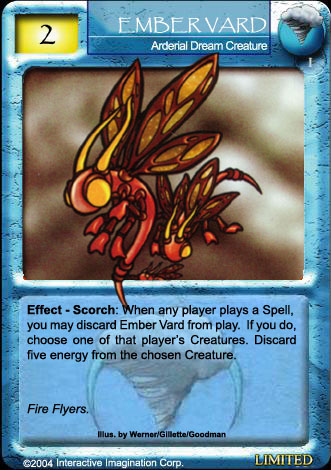 2
EMBER VARD
Arderial Dream Creature
1
Effect - Scorch: When any player plays a Spell,
you may discard Ember Vard from play. If you do,
choose one of that player's Creatures. Discard
five energy from the chosen Creature.
Fire Flyers.
Illus. by Werner/Gillette/Goodman
©2004 Interactive Imagination Corp.
LIMITED